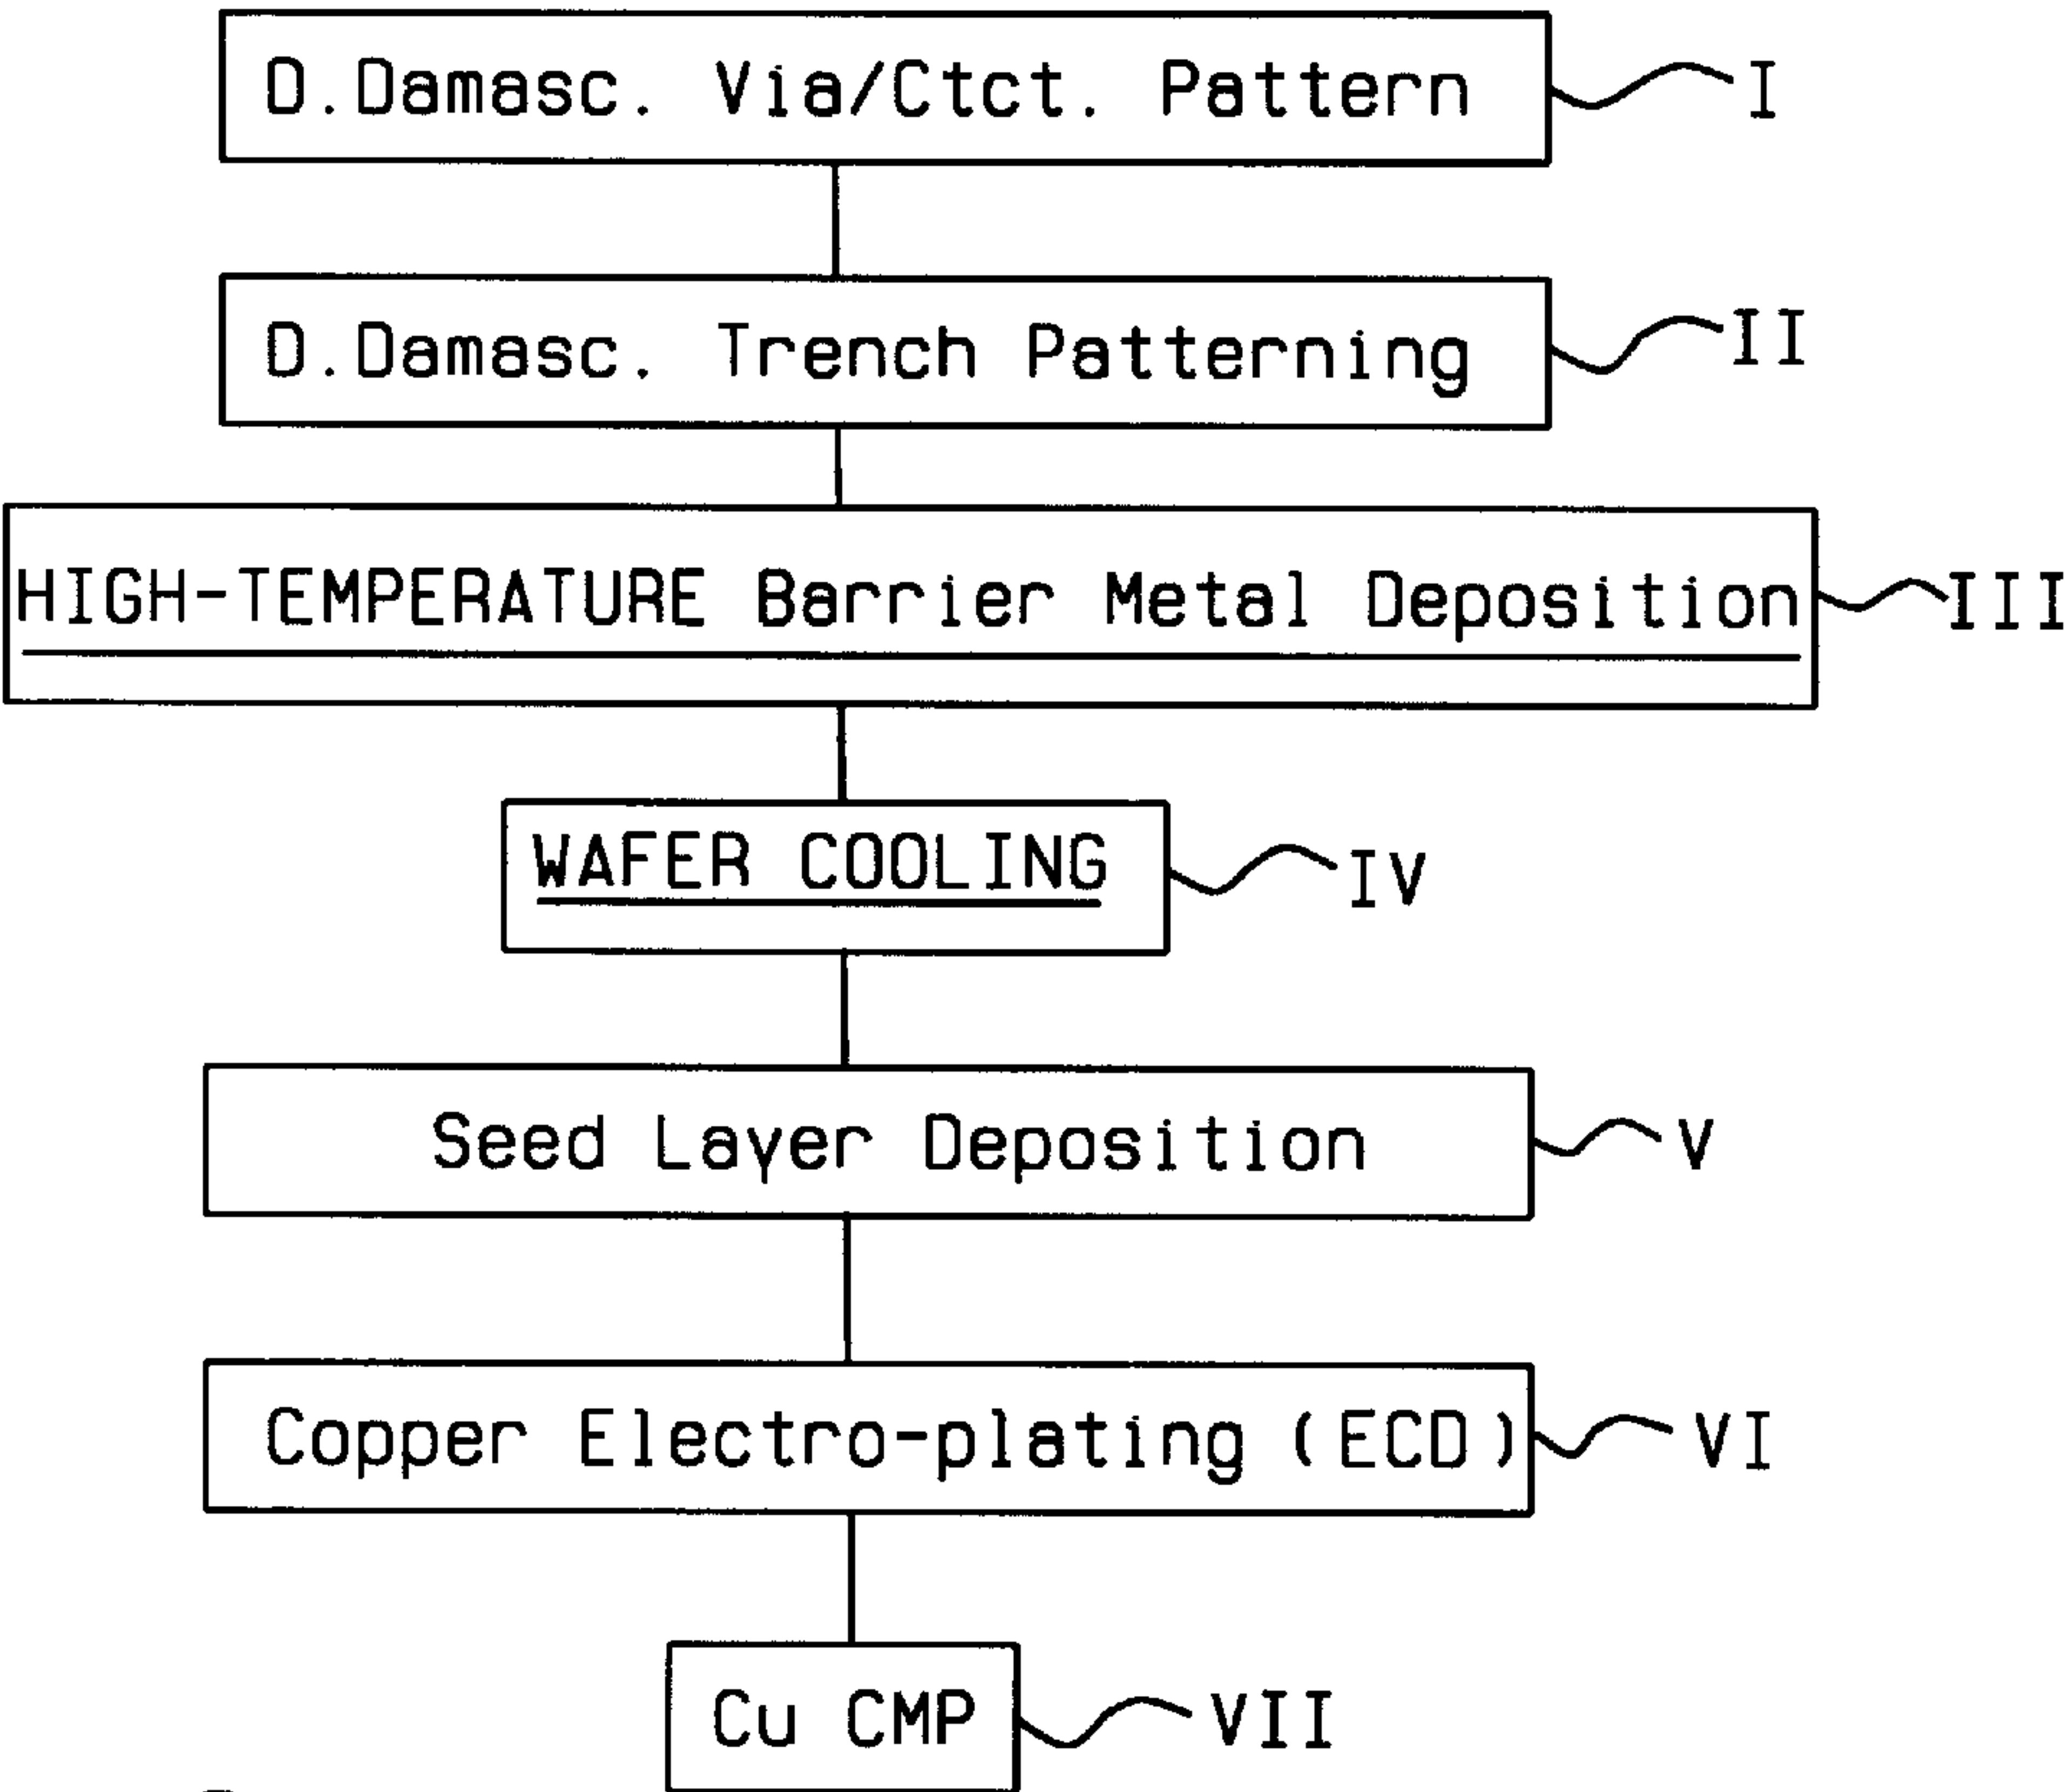 D.Damasc. Via/Ctct. Pattern I
D.Damasc. Trench Patterning II
HIGH-TEMPERATURE Barrier Metal Deposition III
WAFER COOLING IV
Seed Layer Deposition V
Copper Electro-plating (ECD) VI
Cu CMP VII